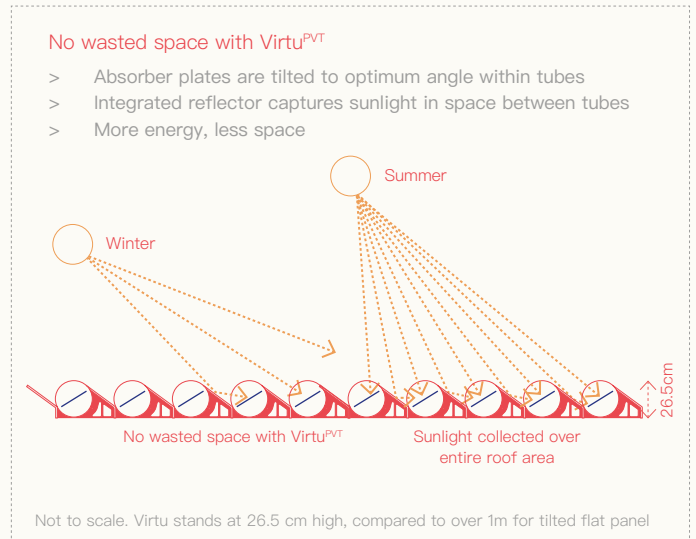 No wasted space with VirtuPVT
> Absorber plates are tilted to optimum angle within tubes
> Integrated reflector captures sunlight in space between tubes
> More energy, less space
Summer
Winter
26.5cm
No wasted space with VirtuPVT
Sunlight collected over
entire roof area
Not to scale. Virtu stands at 26.5 cm high, compared to over 1m for tilted flat panel